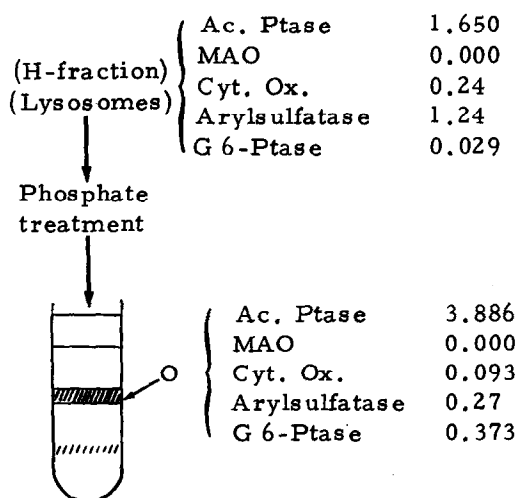 Ac. Ptase 1.650
MAO 0.000
(H-fraction) Cyt. Ox. 0.24
(Lysosomes) Arylsulfatase 1.24
G 6-Ptase 0.029
Phosphate
treatment
Ac. Ptase 3.886
MAO 0.000
O Cyt. Ox. 0.093
Arylsulfatase 0.27
G 6-Ptase 0.373